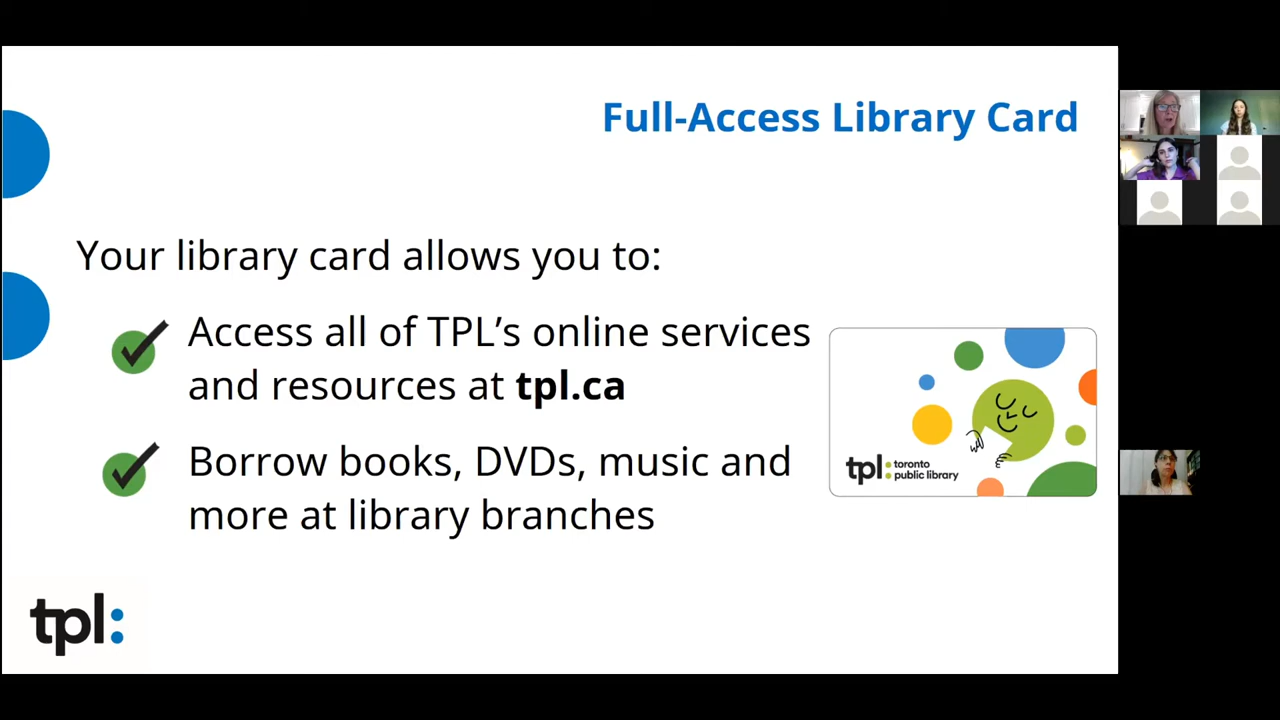 Full-Access Library Card
Your library card allows you to:
Access all of TPL’s online services
and resources at tpl.ca
Borrow books, DVDs, music and
more at library branches
tpl: toronto
public library
tpl: